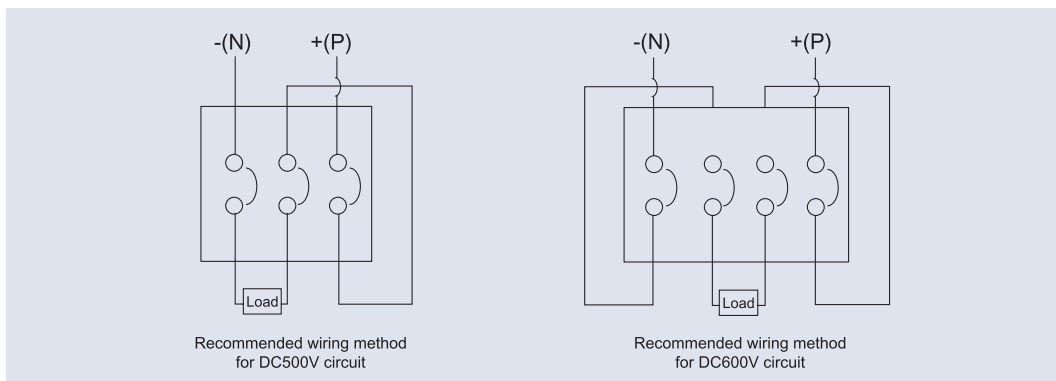 -(N)
+(P)
Load
Recommended wiring method
for DC500V circuit
-(N)
+(P)
Load
Recommended wiring method
for DC600V circuit